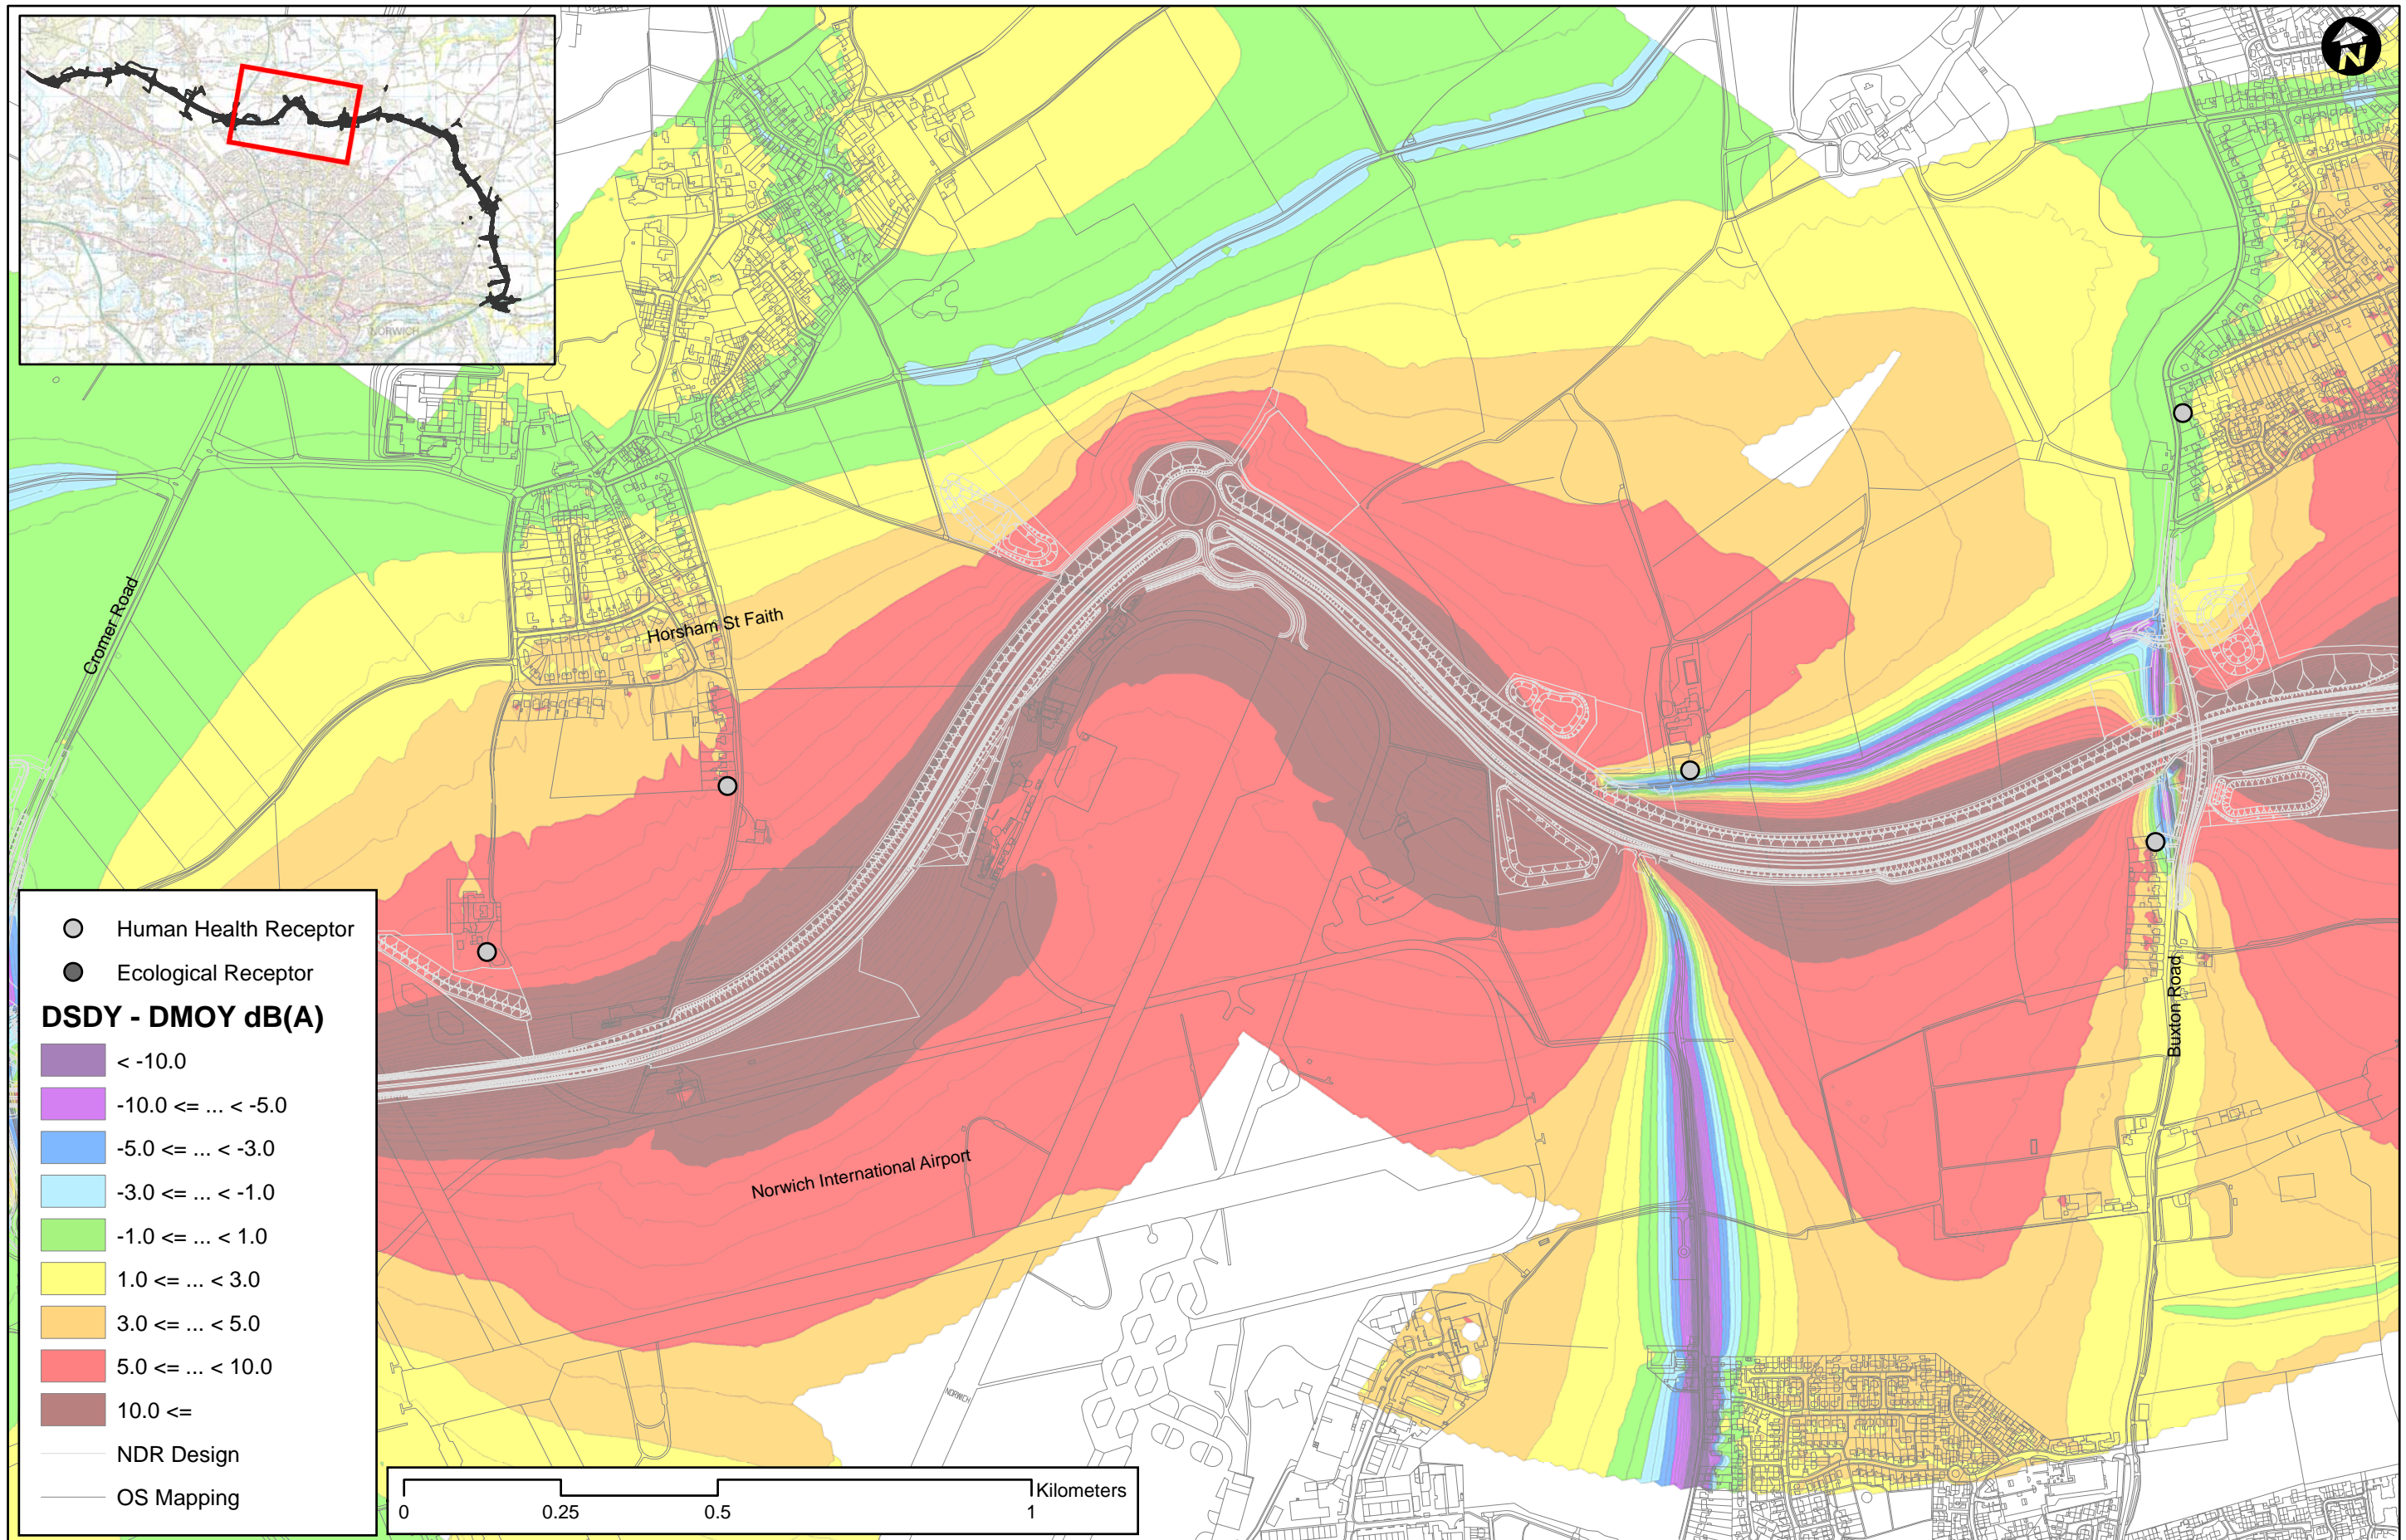 N
NORWICH
Cromer Road
Horsham St Faith
Norwich International Airport
Buxton Road
NORWICH
Human Health Receptor
Ecological Receptor
DSDY - DMOY dB(A)
< -10.0
-10.0 <= ... < -5.0
-5.0 <= ... < -3.0
-3.0 <= ... < -1.0
-1.0 <= ... < 1.0
1.0 <= ... < 3.0
3.0 <= ... < 5.0
5.0 <= ... < 10.0
10.0 <=
NDR Design
OS Mapping
Kilometers
0 0.25 0.5 1